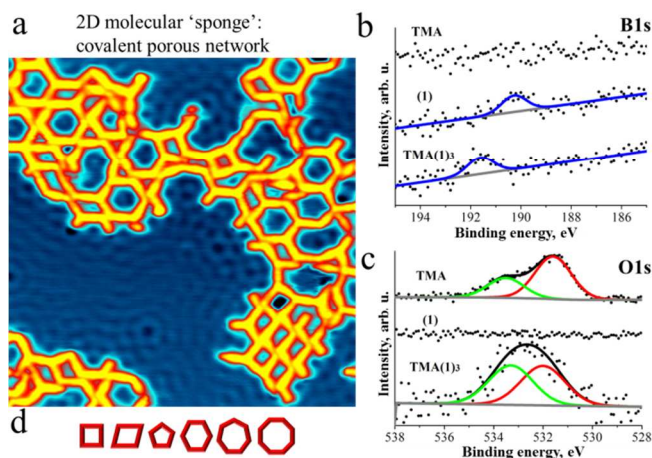 a
2D molecular ‘sponge’:
covalent porous network
b
B1s
TMA
(1)
TMA(1)3
Intensity, arb. u.
194 192 190 188 186
Binding energy, eV
c
O1s
TMA
(1)
TMA(1)3
Intensity, arb. u.
538 536 534 532 530 528
Binding energy, eV
d